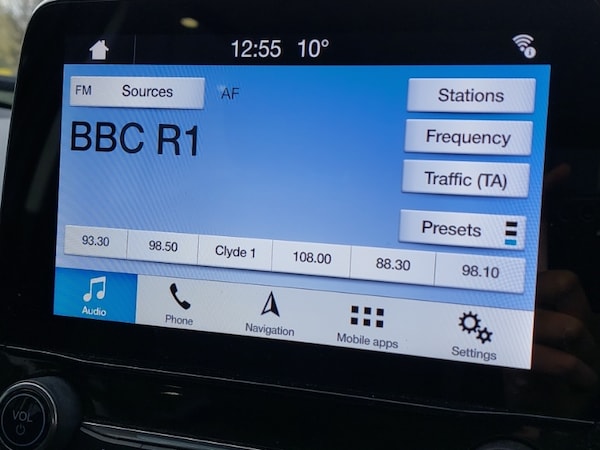 12:55 10°
FM Sources AF
Stations
BBC R1
Frequency
Traffic (TA)
Presets
93.30 98.50 Clyde 1 108.00 88.30 98.10
Audio Phone Navigation Mobile apps Settings
VOL